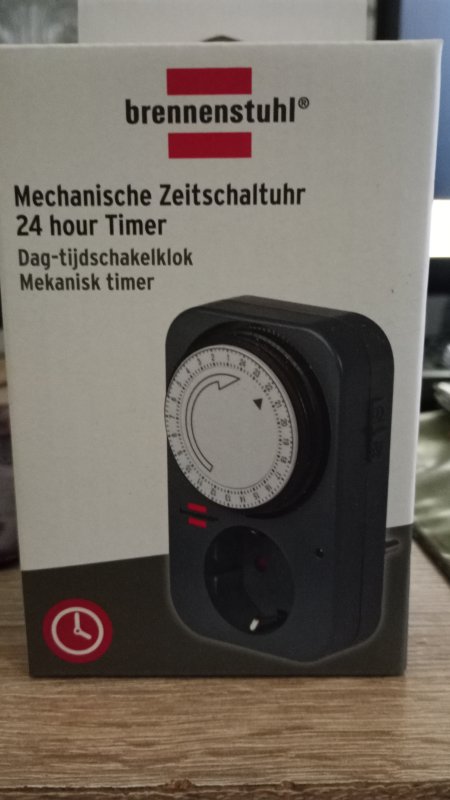 brennenstuhl®
Mechanische Zeitschaltuhr
24 hour Timer
Dag-tijdschakelklok
Mekanisk timer